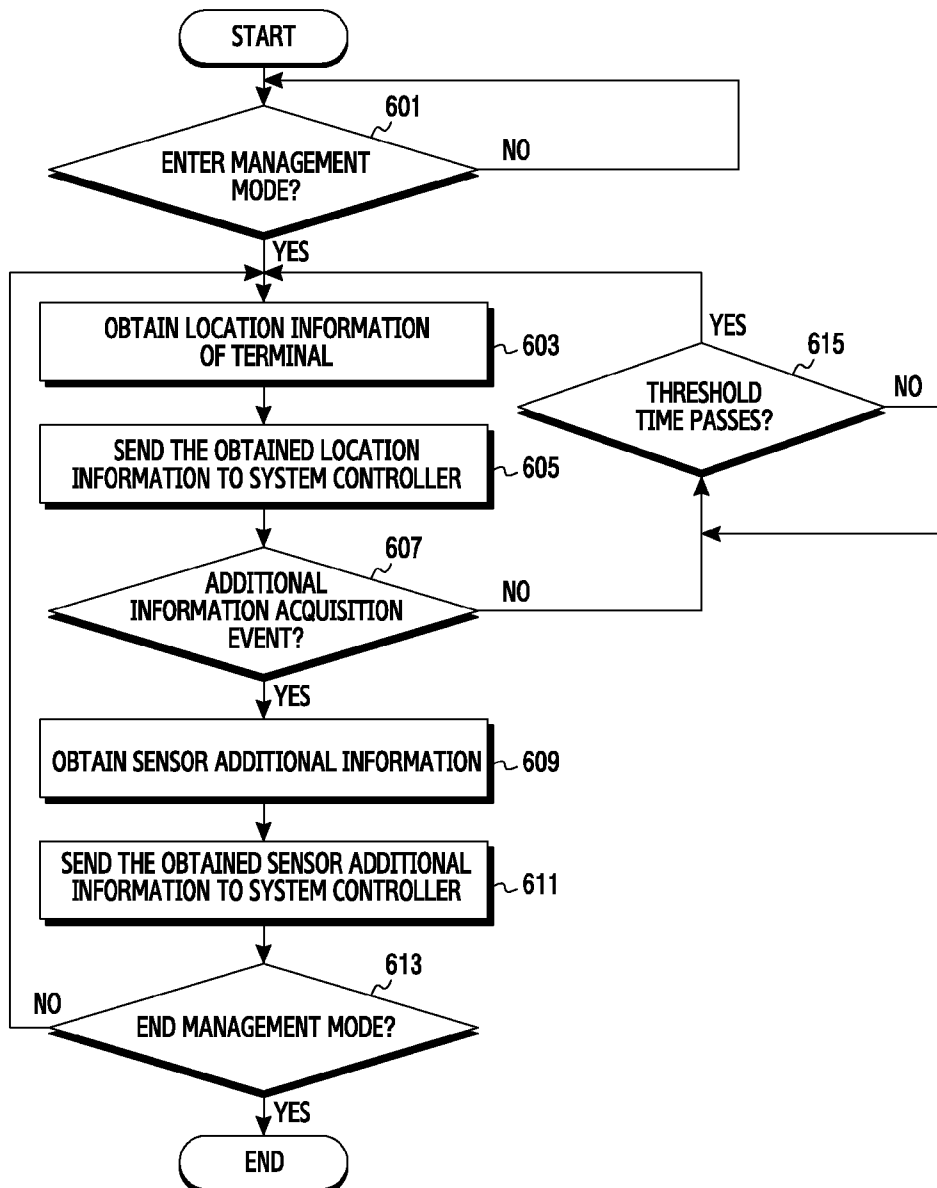 START
601
ENTER MANAGEMENT
MODE?
NO
YES
OBTAIN LOCATION INFORMATION
OF TERMINAL
603
YES
615
THRESHOLD
TIME PASSES?
NO
SEND THE OBTAINED LOCATION
INFORMATION TO SYSTEM CONTROLLER
605
607
ADDITIONAL
INFORMATION ACQUISITION
EVENT?
NO
YES
OBTAIN SENSOR ADDITIONAL INFORMATION
609
SEND THE OBTAINED SENSOR ADDITIONAL
INFORMATION TO SYSTEM CONTROLLER
611
613
NO
END MANAGEMENT MODE?
YES
END